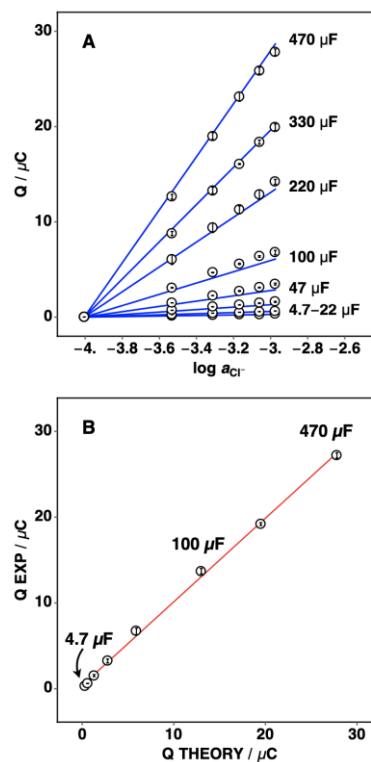 A
30
20
10
0
Q / µC
470 µF
330 µF
220 µF
100 µF
47 µF
4.7–22 µF
−4. −3.8 −3.6 −3.4 −3.2 −3. −2.8 −2.6
log aCl-
B
30
20
10
0
Q EXP / µC
470 µF
100 µF
4.7 µF
0 10 20 30
Q THEORY / µC